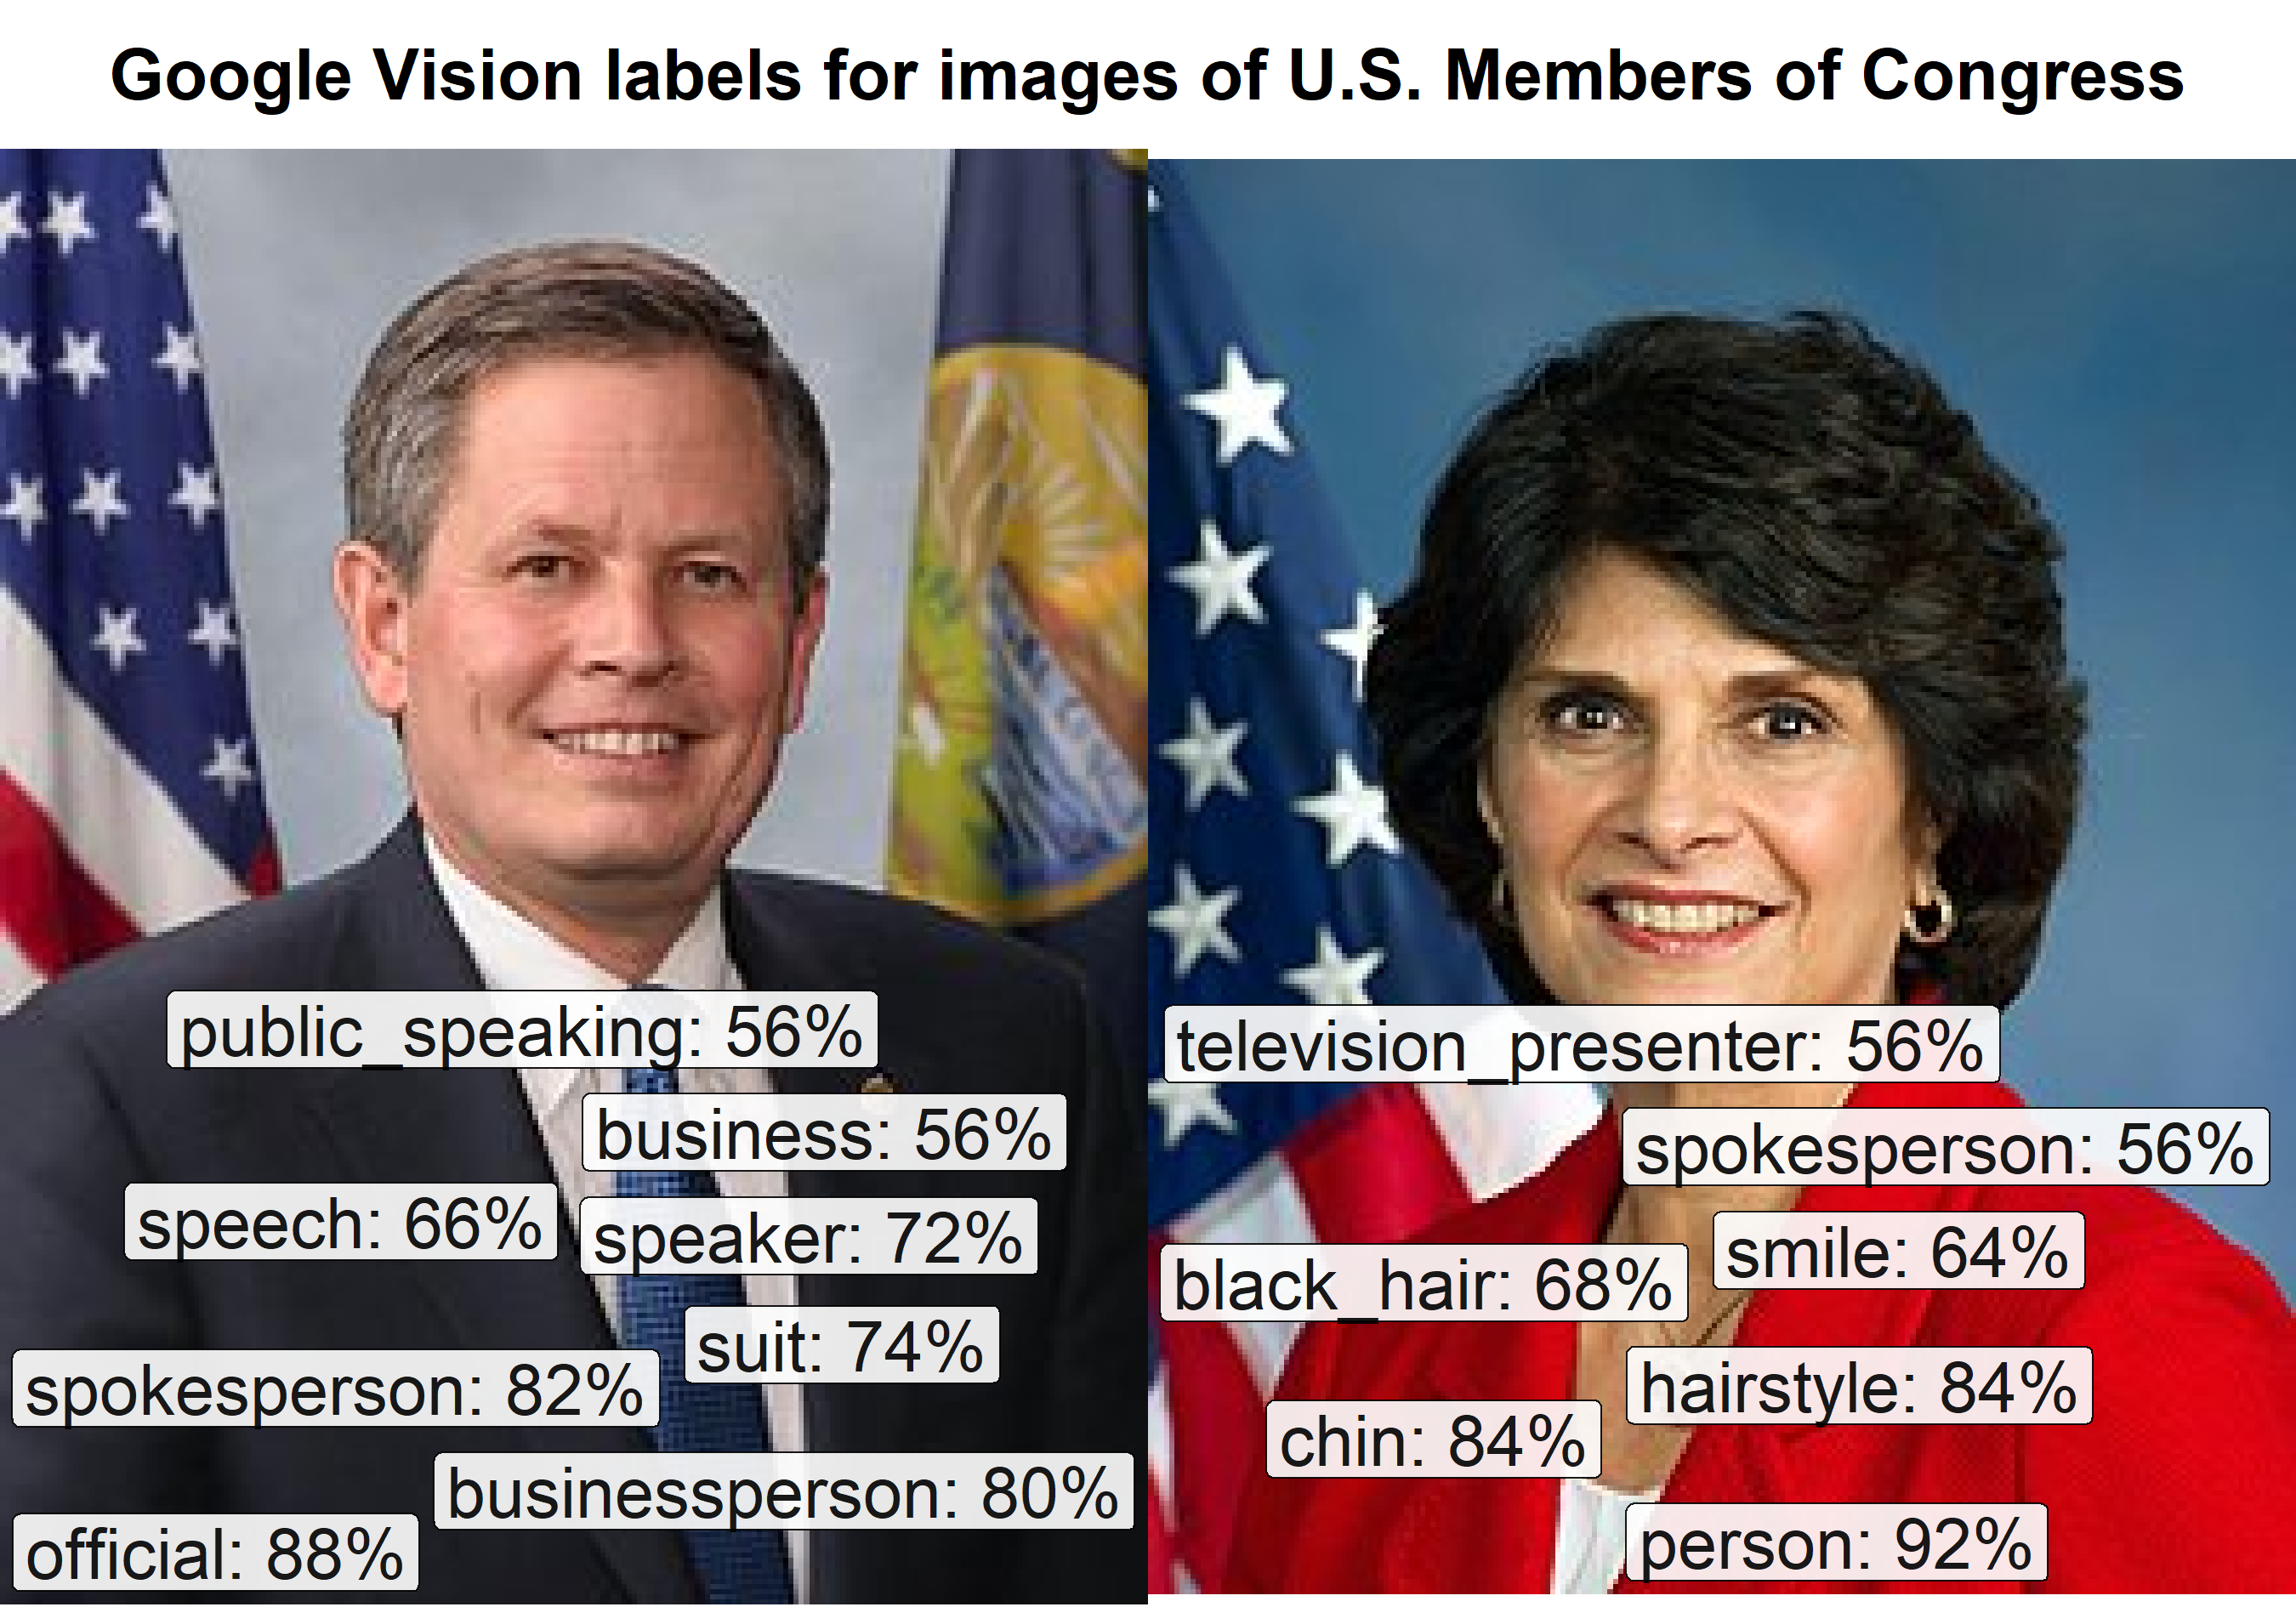 Google Vision labels for images of U.S. Members of Congress
public_speaking: 56%
business: 56%
speech: 66%
speaker: 72%
suit: 74%
spokesperson: 82%
businessperson: 80%
official: 88%
television_presenter: 56%
spokesperson: 56%
smile: 64%
black_hair: 68%
hairstyle: 84%
chin: 84%
person: 92%